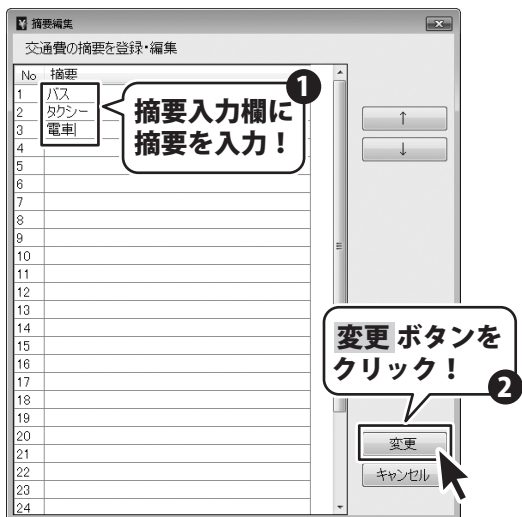 摘要編集
交通費の摘要を登録・編集
No 摘要
1 バス
2 タクシー
3 電車
4
5
6
7
8
9
10
11
12
13
14
15
16
17
18
19
20
21
22
23
24
❶
摘要入力欄に
摘要を入力！
↑
↓
変更 ボタンを
クリック！
❷
変更
キャンセル